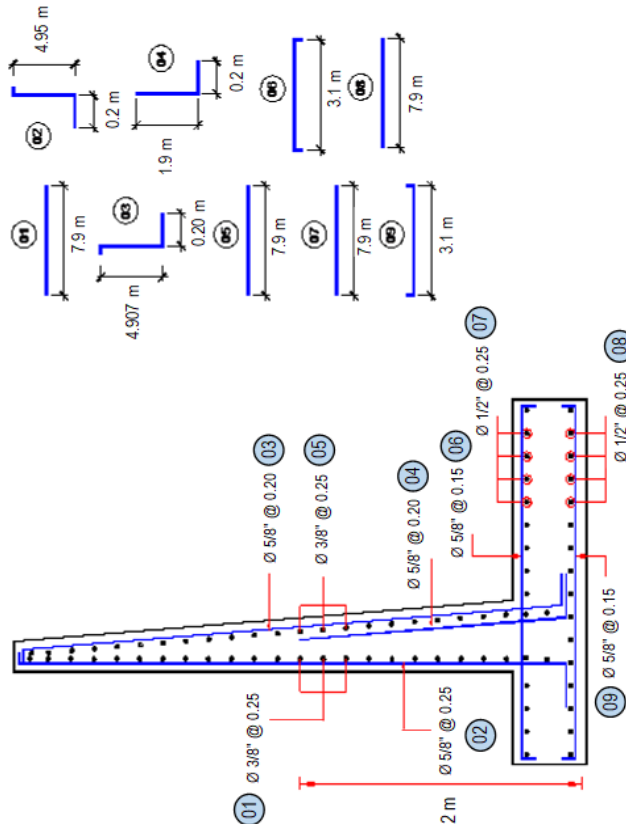 01
7.9 m
02
4.95 m
0.2 m
03
4.907 m
0.20 m
04
1.9 m
0.2 m
05
7.9 m
06
3.1 m
07
7.9 m
08
7.9 m
09
3.1 m
01 Ø 3/8" @ 0.25
Ø 5/8" @ 0.25 02
Ø 5/8" @ 0.20 03
Ø 3/8" @ 0.25 05
Ø 5/8" @ 0.20 04
Ø 5/8" @ 0.15 06
Ø 1/2" @ 0.25 07
Ø 1/2" @ 0.25 08
09 Ø 5/8" @ 0.15
2 m